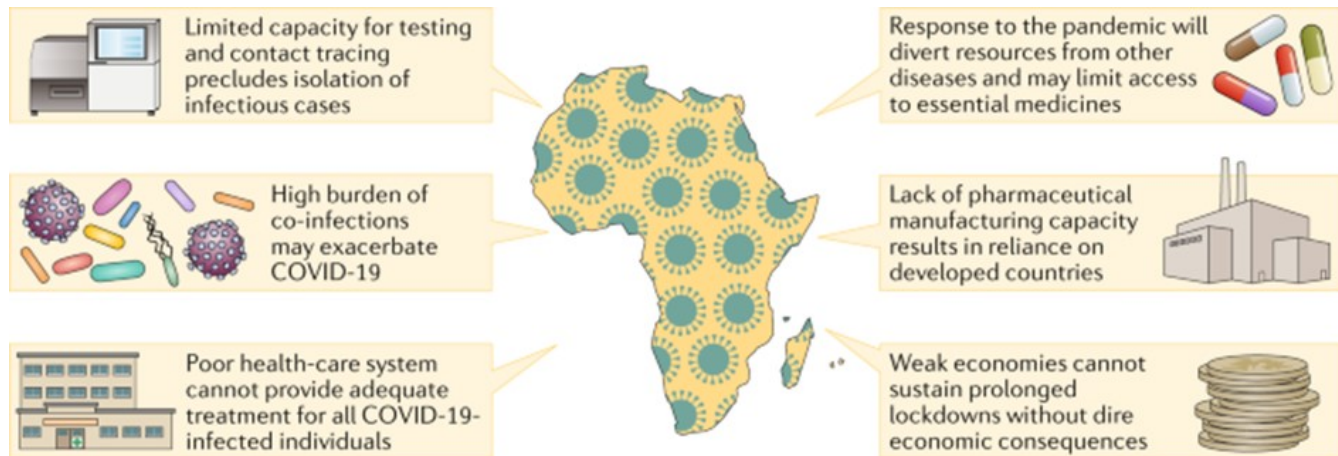 Limited capacity for testing
and contact tracing
precludes isolation of
infectious cases
High burden of
co-infections
may exacerbate
COVID-19
Poor health-care system
cannot provide adequate
treatment for all COVID-19-
infected individuals
Response to the pandemic will
divert resources from other
diseases and may limit access
to essential medicines
Lack of pharmaceutical
manufacturing capacity
results in reliance on
developed countries
Weak economies cannot
sustain prolonged
lockdowns without dire
economic consequences